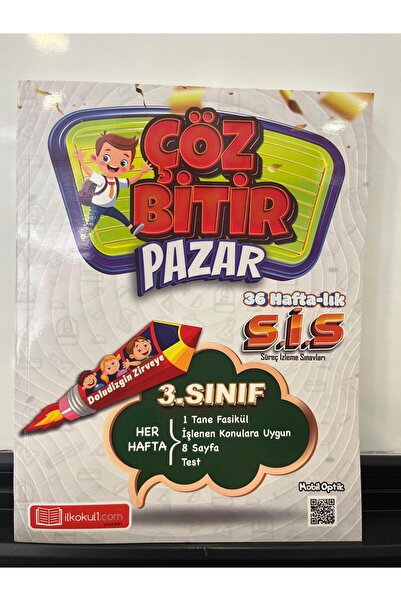 ÇÖZ
BİTİR
PAZAR
36 Hafta-lık
S.İ.S
Süreç İzleme Sınavları
Doludizgin Zirveye
3.SINIF
HER
HAFTA
1 Tane Fasikül
İşlenen Konulara Uygun
8 Sayfa
Test
Mobil Optik
ilkokul1.com
yayınları